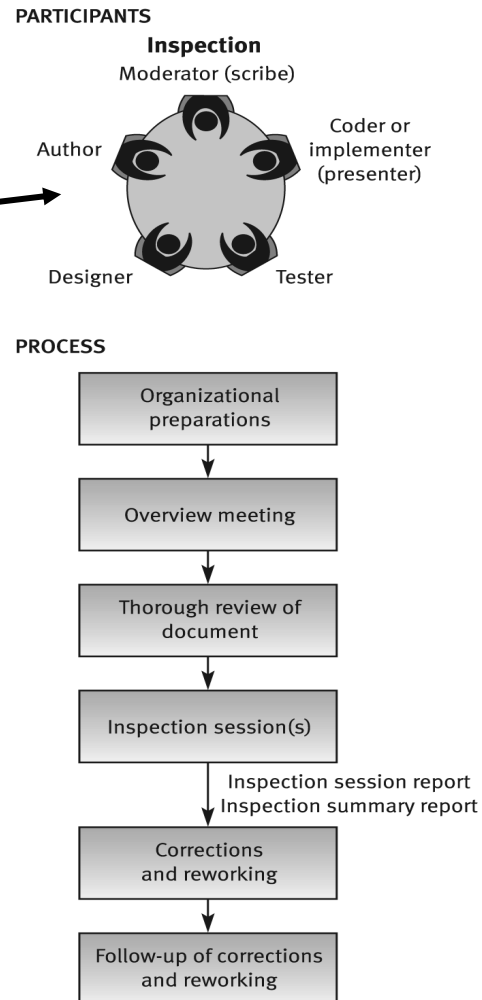 PARTICIPANTS
Inspection
Moderator (scribe)
Author
Coder or
implementer
(presenter)
Designer
Tester
PROCESS
Organizational
preparations
Overview meeting
Thorough review of
document
Inspection session(s)
Inspection session report
Inspection summary report
Corrections
and reworking
Follow-up of corrections
and reworking